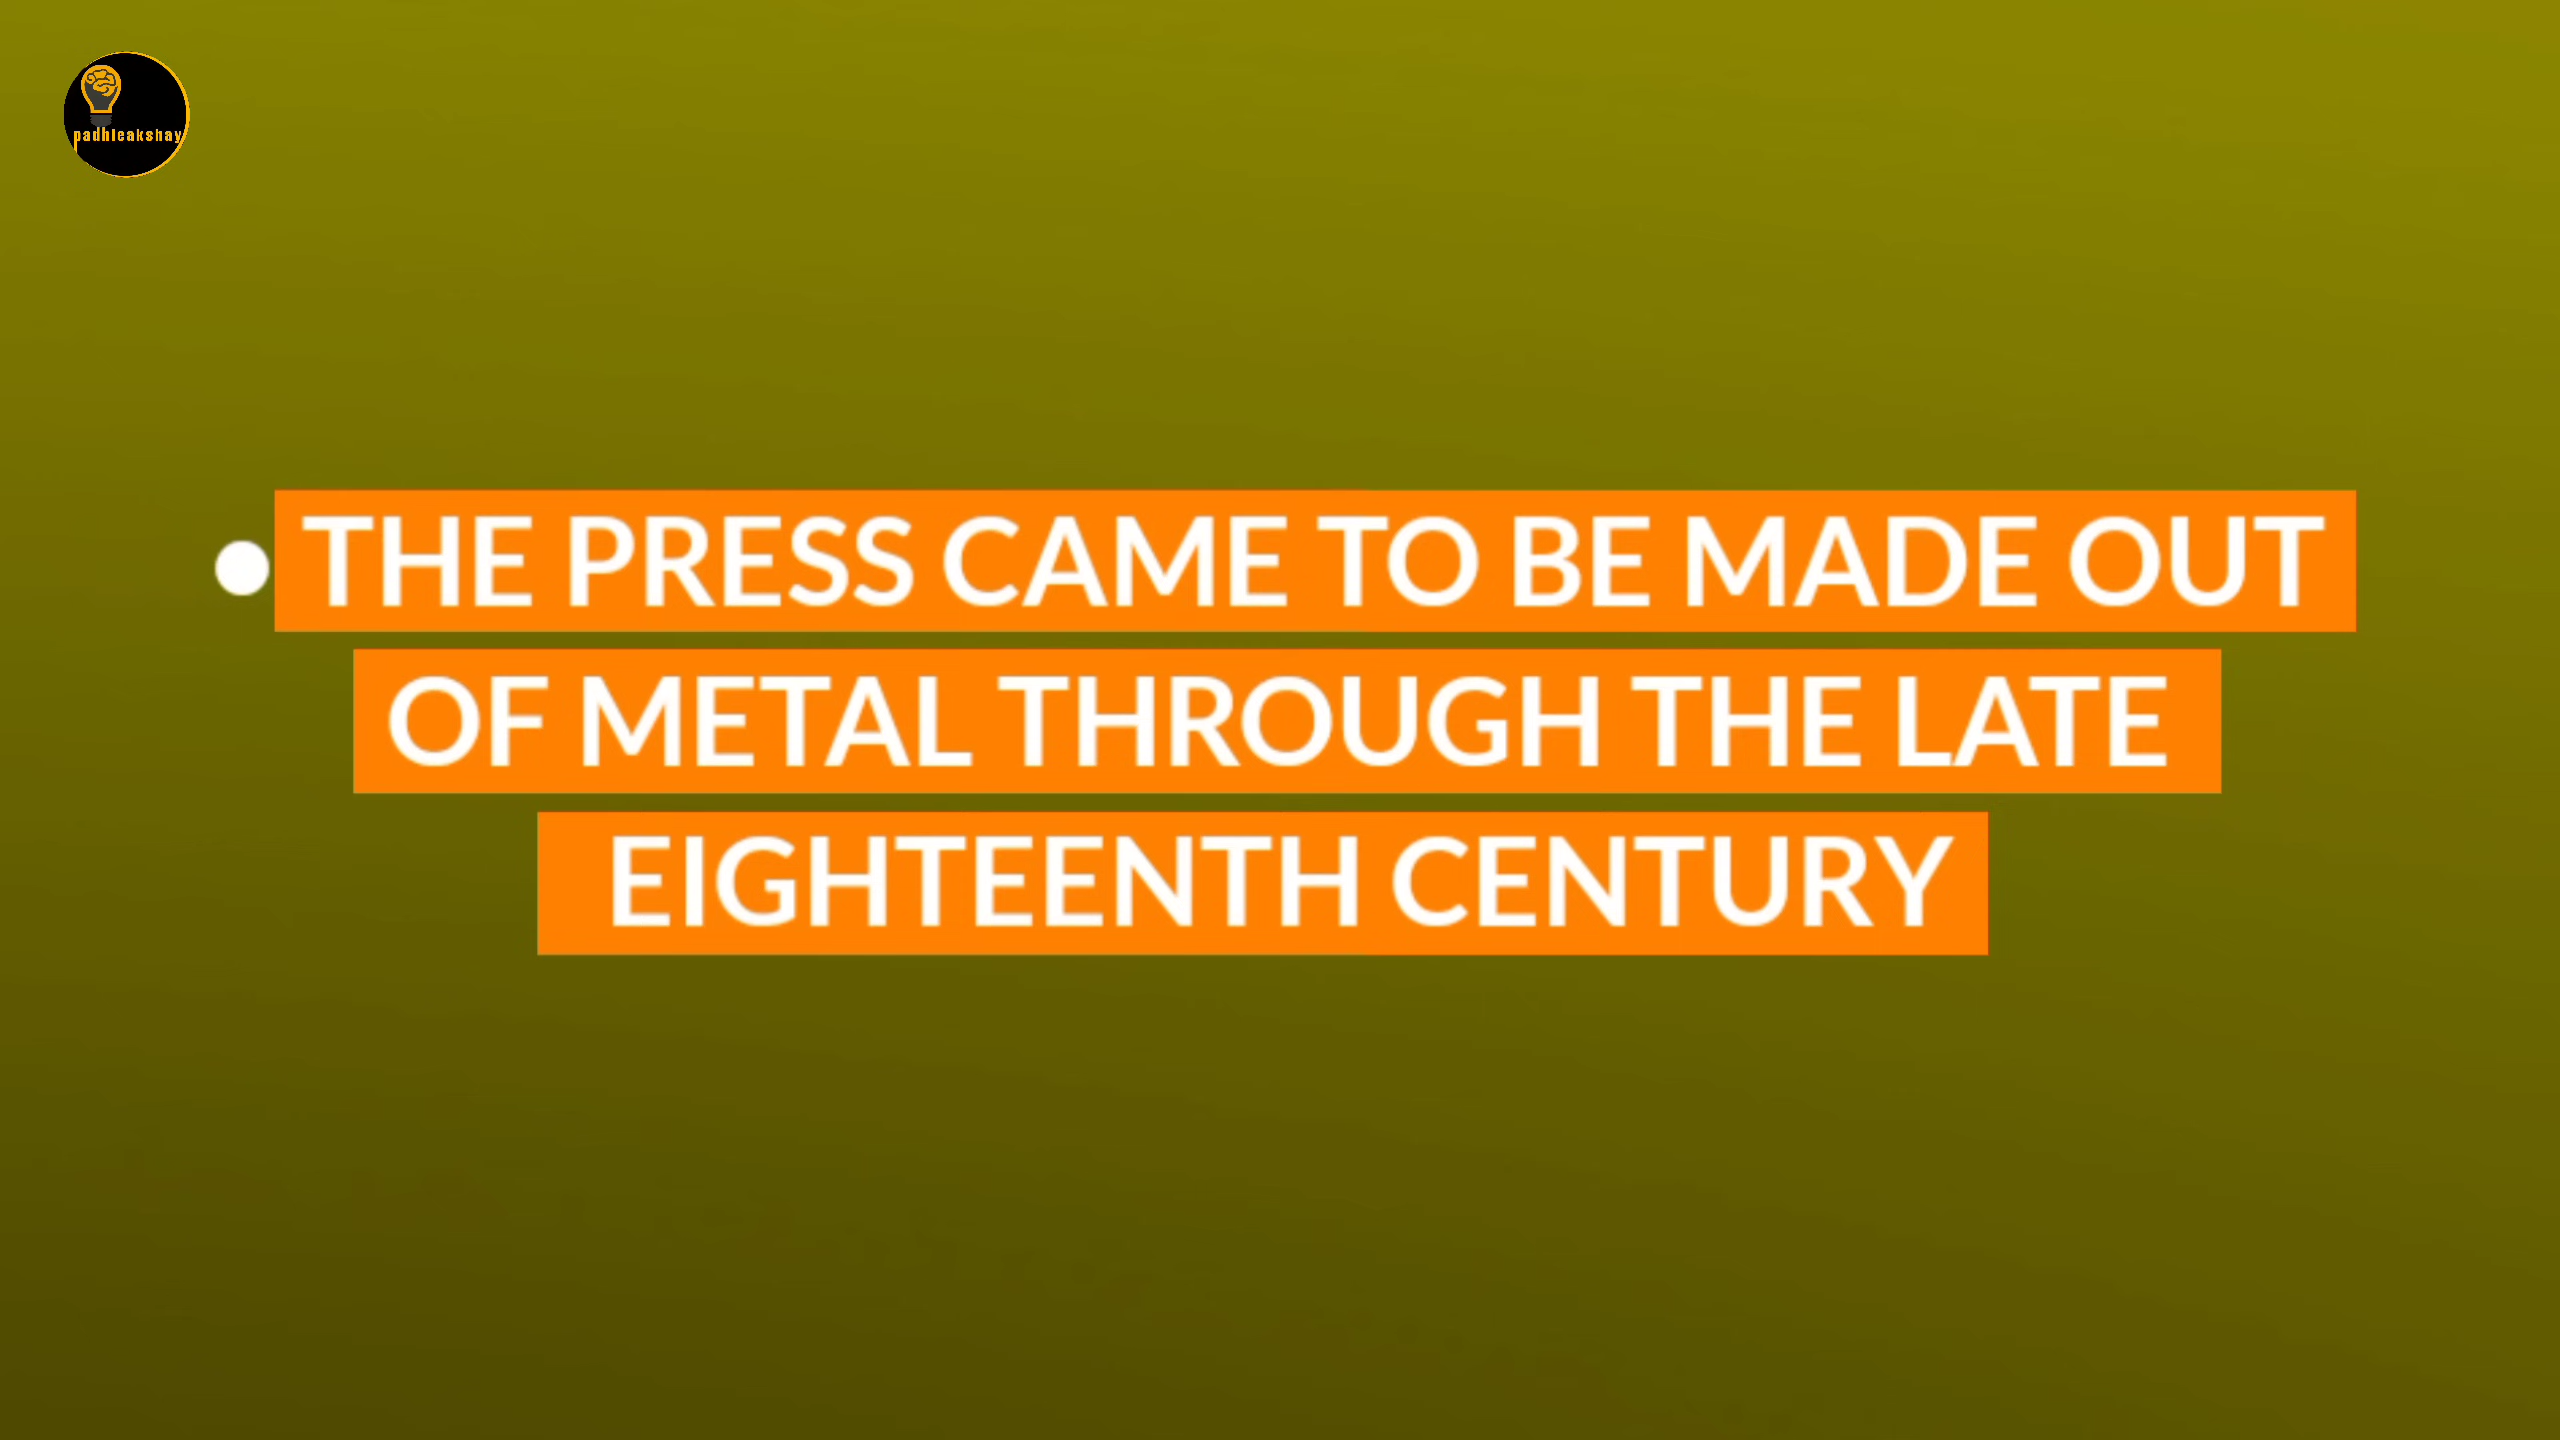 padhleakshay
• THE PRESS CAME TO BE MADE OUT
OF METAL THROUGH THE LATE
EIGHTEENTH CENTURY